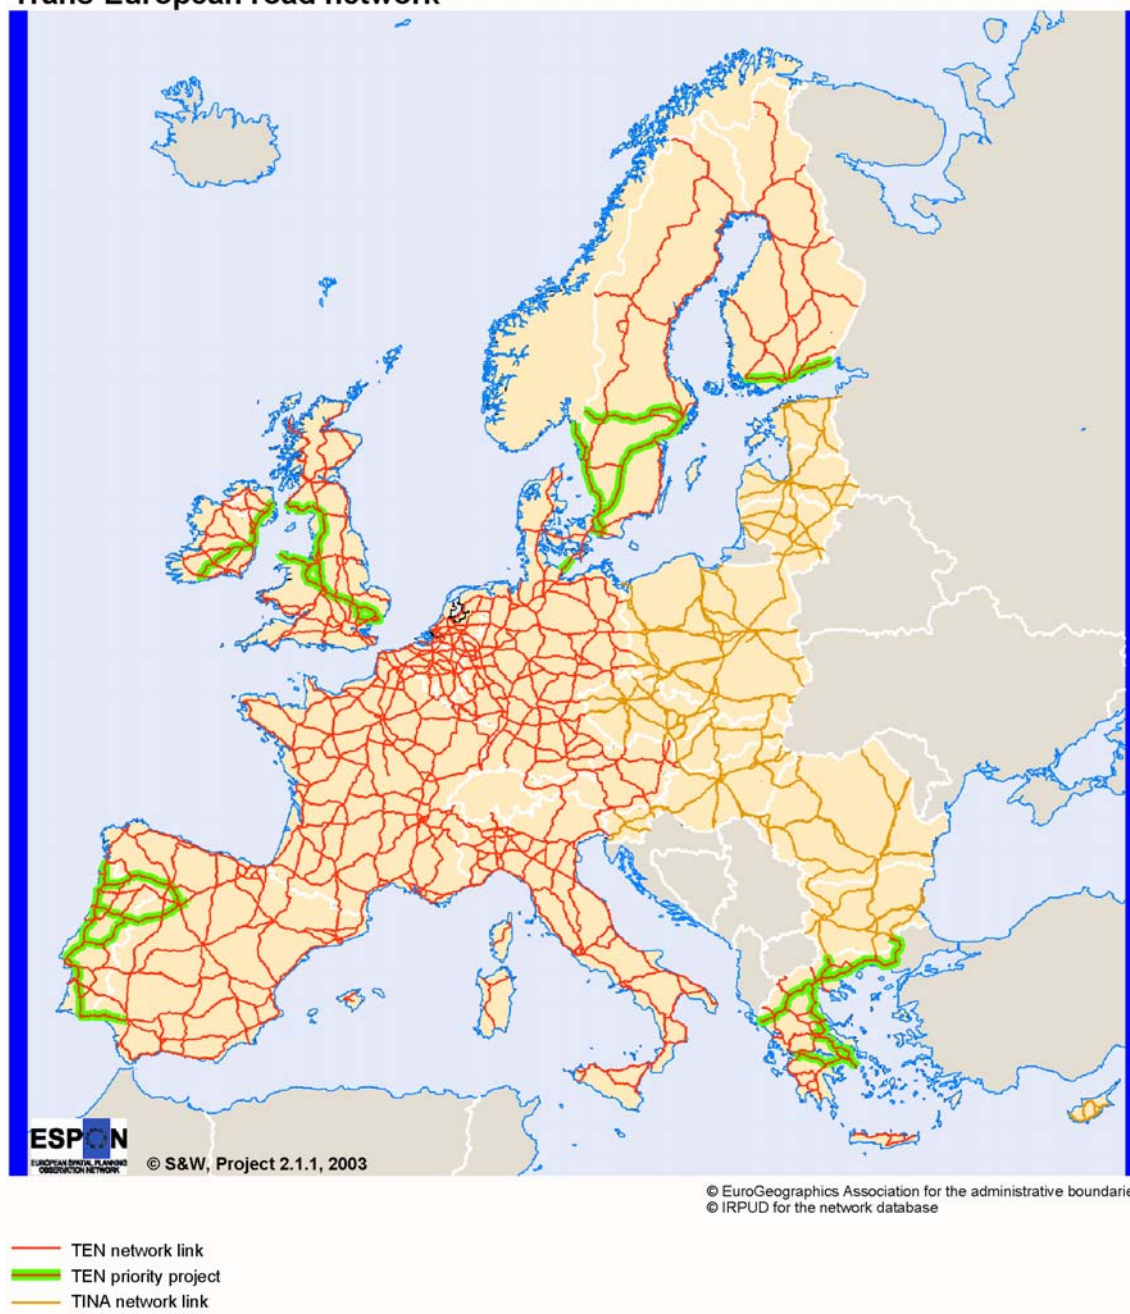 Trans-European road network
ESPON
EUROPEAN SPATIAL PLANNING
OBSERVATION NETWORK
© S&W, Project 2.1.1, 2003
© EuroGeographics Association for the administrative boundarie
© IRPUD for the network database
TEN network link
TEN priority project
TINA network link